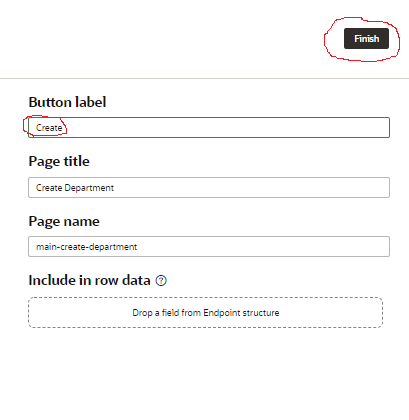 Finish
Button label
Create
Page title
Create Department
Page name
main-create-department
Include in row data ?
Drop a field from Endpoint structure